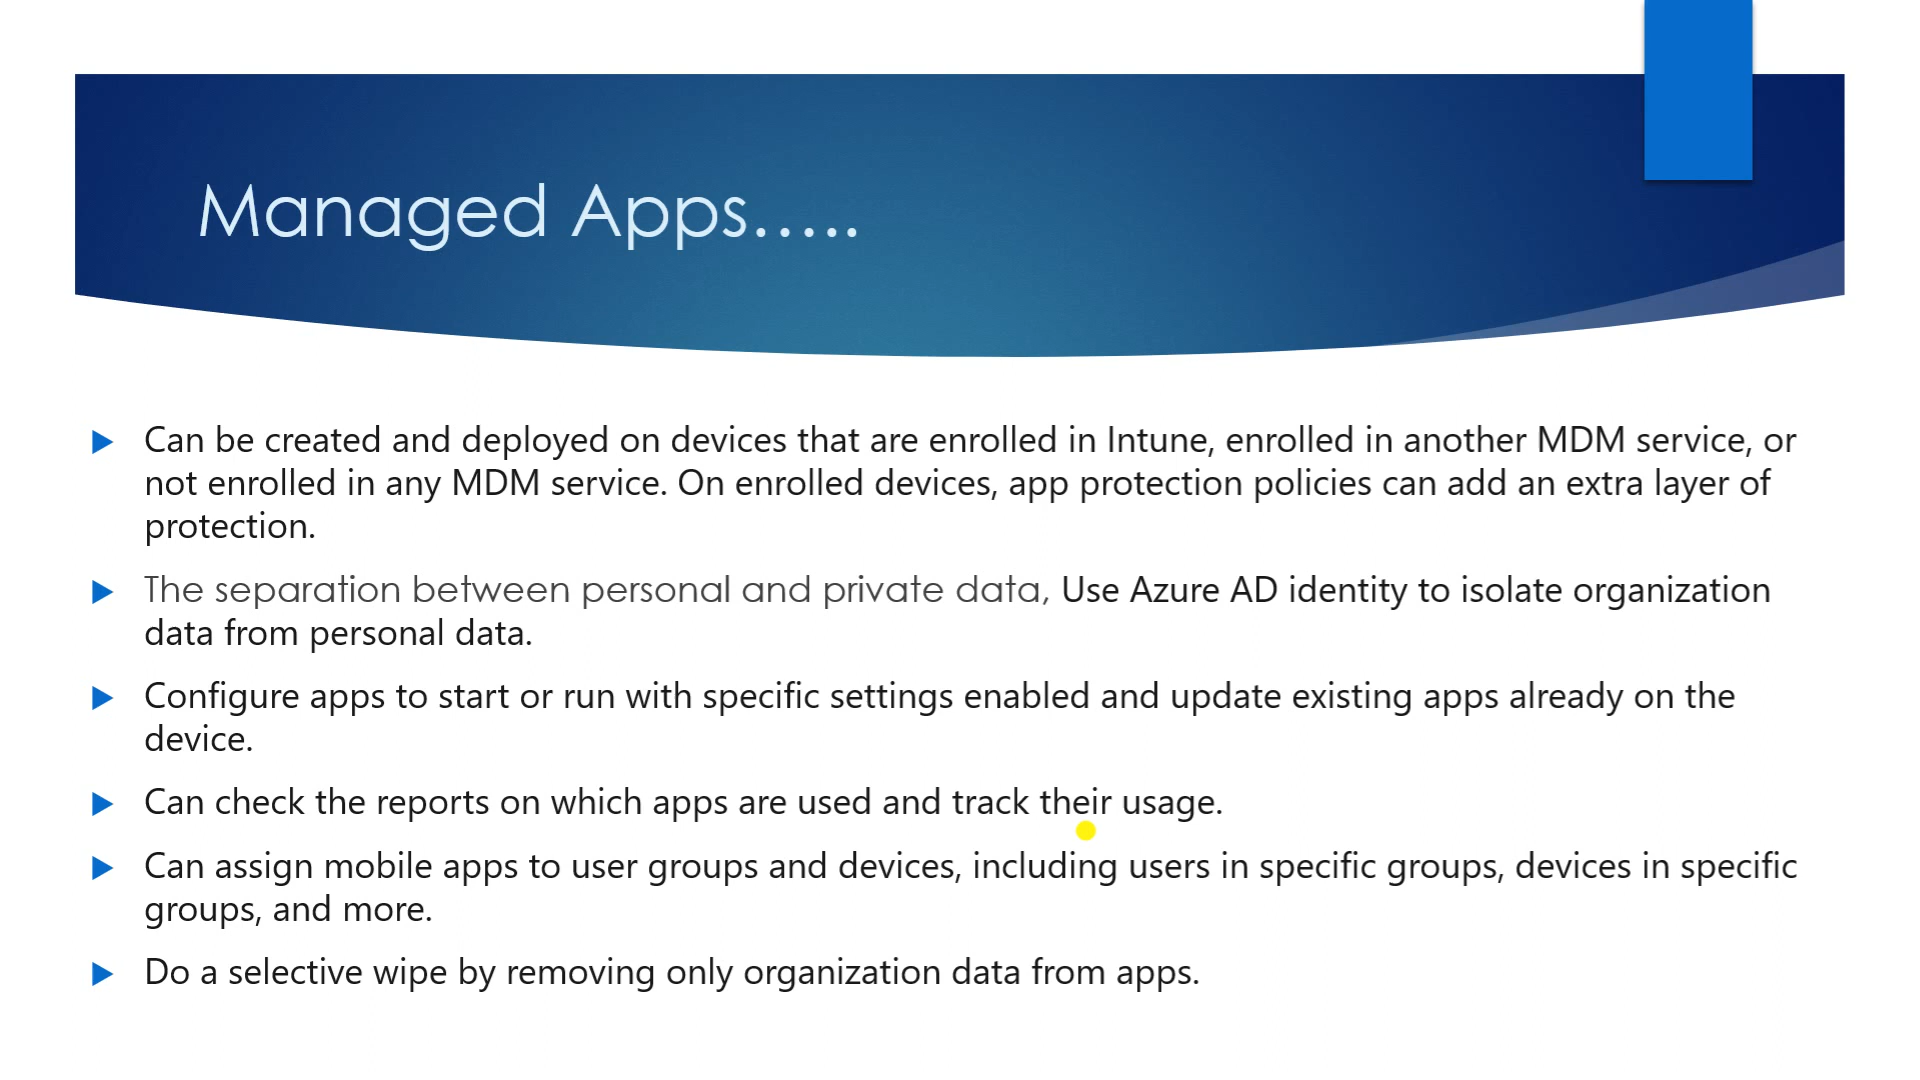 Managed Apps.....
Can be created and deployed on devices that are enrolled in Intune, enrolled in another MDM service, or
not enrolled in any MDM service. On enrolled devices, app protection policies can add an extra layer of
protection.
The separation between personal and private data, Use Azure AD identity to isolate organization
data from personal data.
Configure apps to start or run with specific settings enabled and update existing apps already on the
device.
Can check the reports on which apps are used and track their usage.
Can assign mobile apps to user groups and devices, including users in specific groups, devices in specific
groups, and more.
Do a selective wipe by removing only organization data from apps.